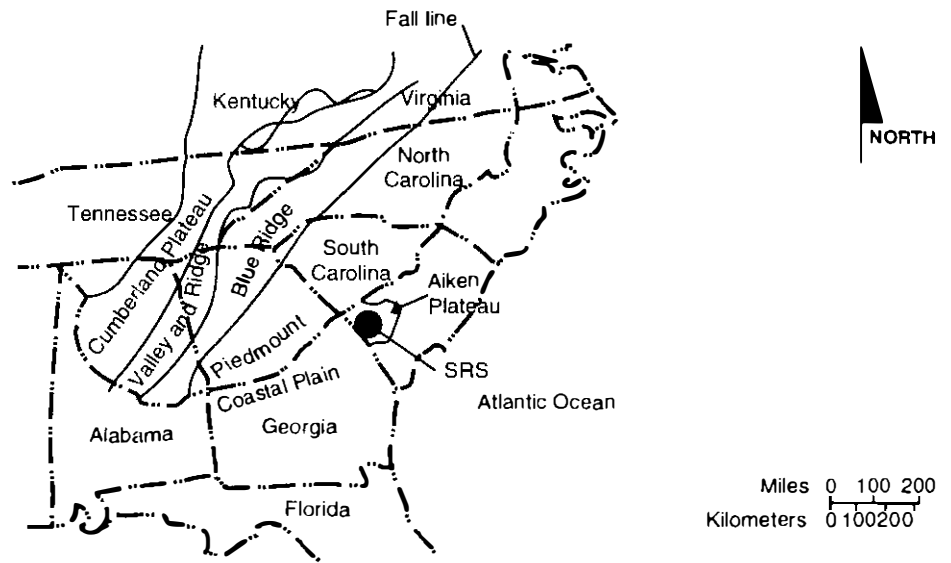 Fall line
Kentucky
Virginia
NORTH
North
Carolina
Tennessee
Cumberland Plateau
Valley and Ridge
Blue Ridge
South
Carolina
Aiken
Plateau
Piedmount
SRS
Coastal Plain
Atlantic Ocean
Alabama
Georgia
Florida
Miles 0 100 200
Kilometers 0 100 200